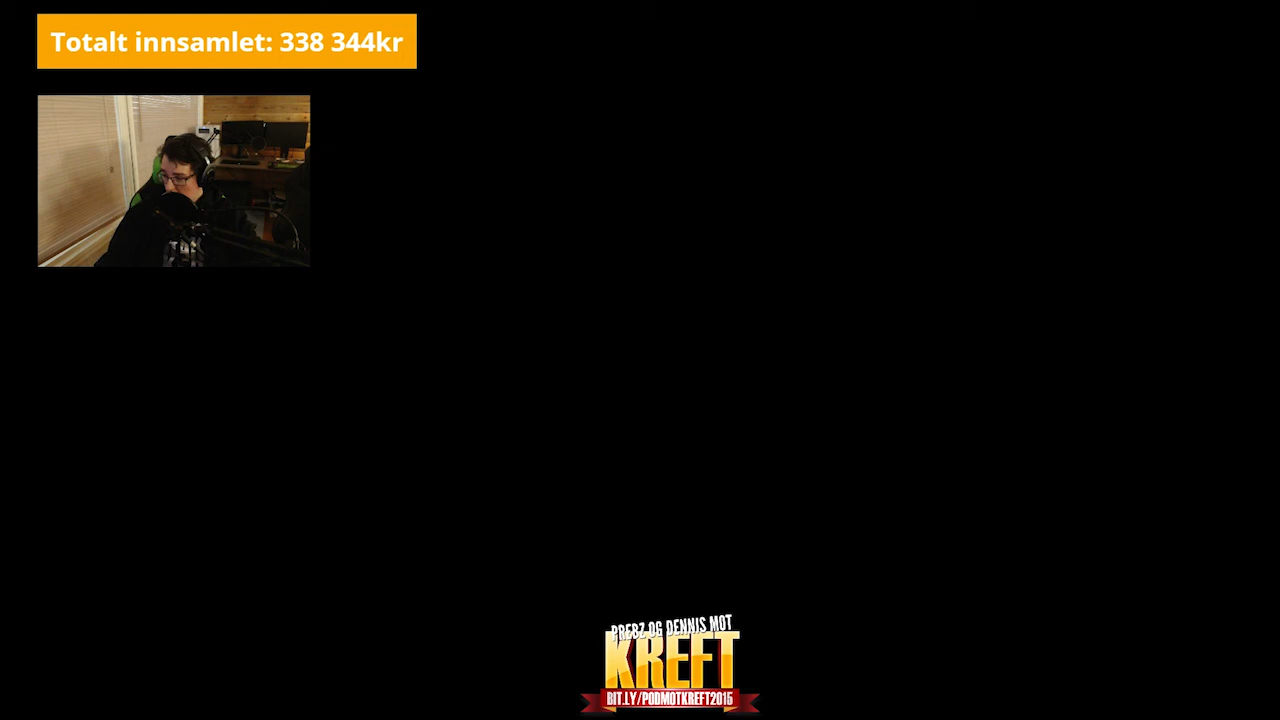 Totalt innsamlet: 338 344kr
PREBZ OG DENNIS MOT
KREFT
BIT.LY/PODMOTKREFT2015